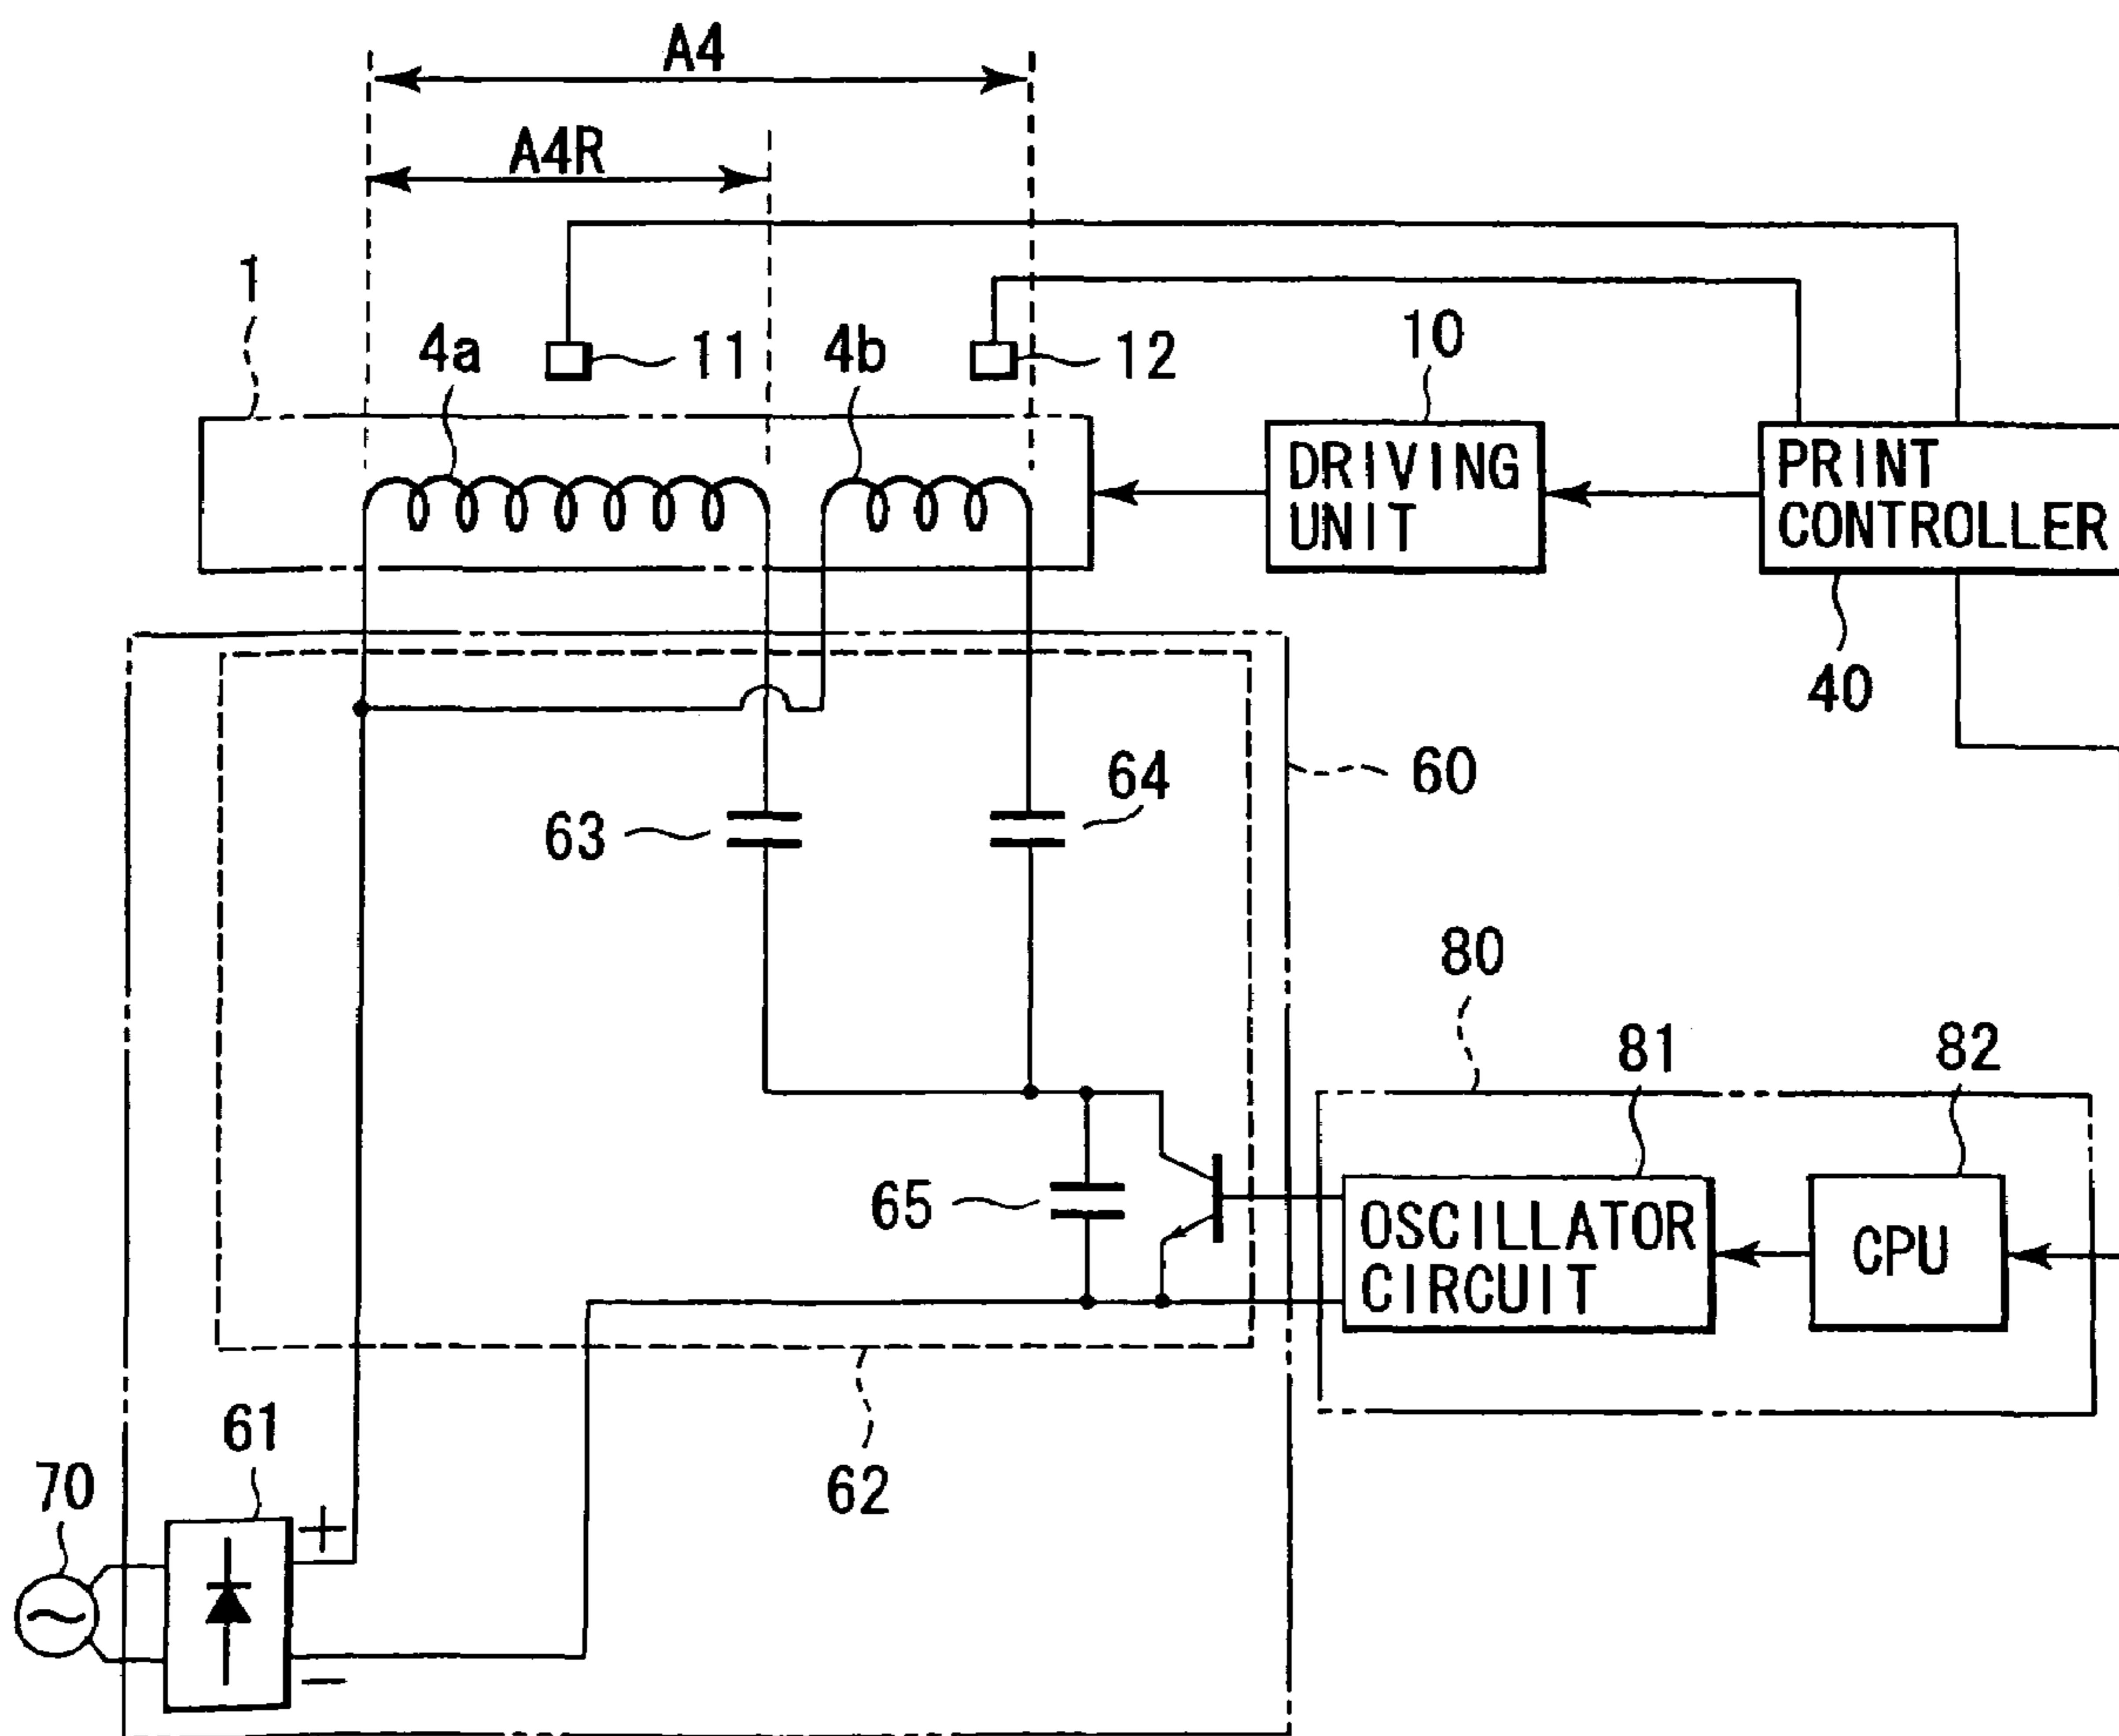 A4
A4R
1
4a
11
4b
12
10
DRIVING
UNIT
PRINT
CONTROLLER
40
60
63
64
80
81
82
65
OSCILLATOR
CIRCUIT
CPU
62
61
70
+
−